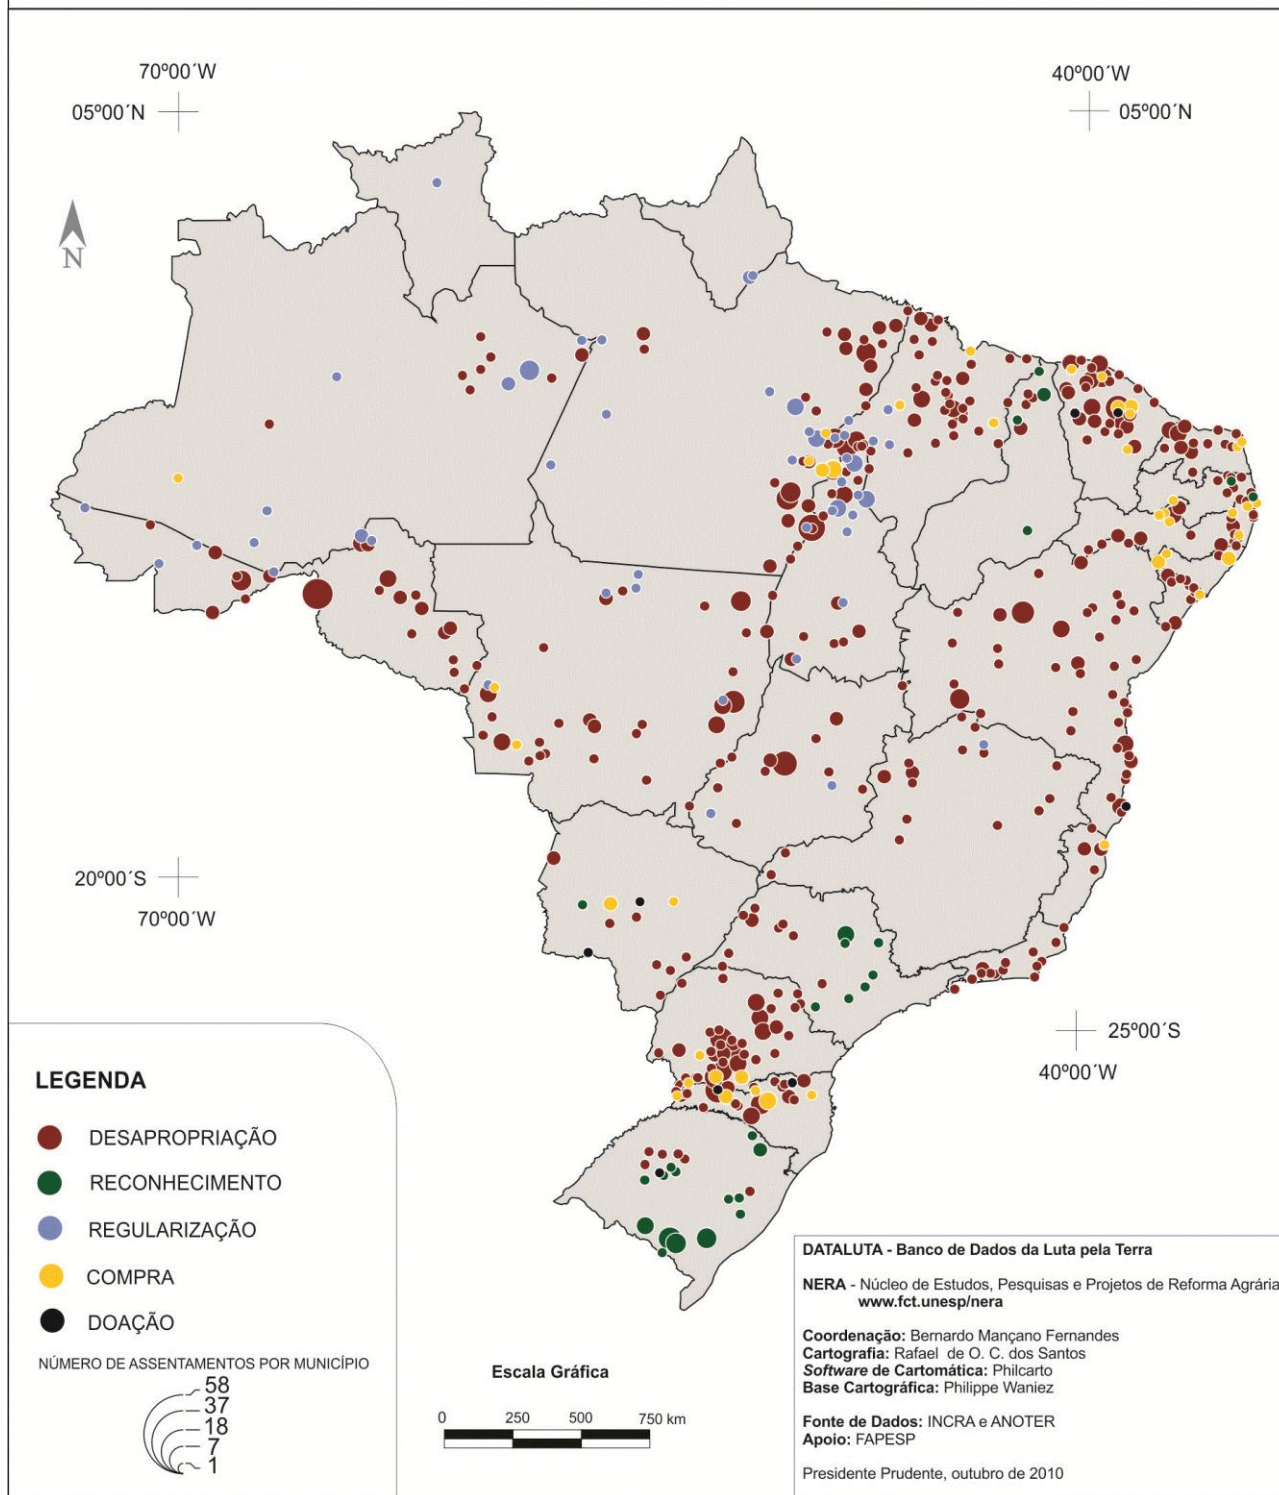 70º00´W
40º00´W
05º00´N
05º00´N
N
20º00´S
70º00´W
25º00´S
40º00´W
LEGENDA
DESAPROPRIAÇÃO
RECONHECIMENTO
REGULARIZAÇÃO
COMPRA
DOAÇÃO
NÚMERO DE ASSENTAMENTOS POR MUNICÍPIO
58
37
18
7
1
Escala Gráfica
0 250 500 750 km
DATALUTA - Banco de Dados da Luta pela Terra
NERA - Núcleo de Estudos, Pesquisas e Projetos de Reforma Agrária
www.fct.unesp/nera
Coordenação: Bernardo Mançano Fernandes
Cartografia: Rafael de O. C. dos Santos
Software de Cartomática: Philcarto
Base Cartográfica: Philippe Waniez
Fonte de Dados: INCRA e ANOTER
Apoio: FAPESP
Presidente Prudente, outubro de 2010